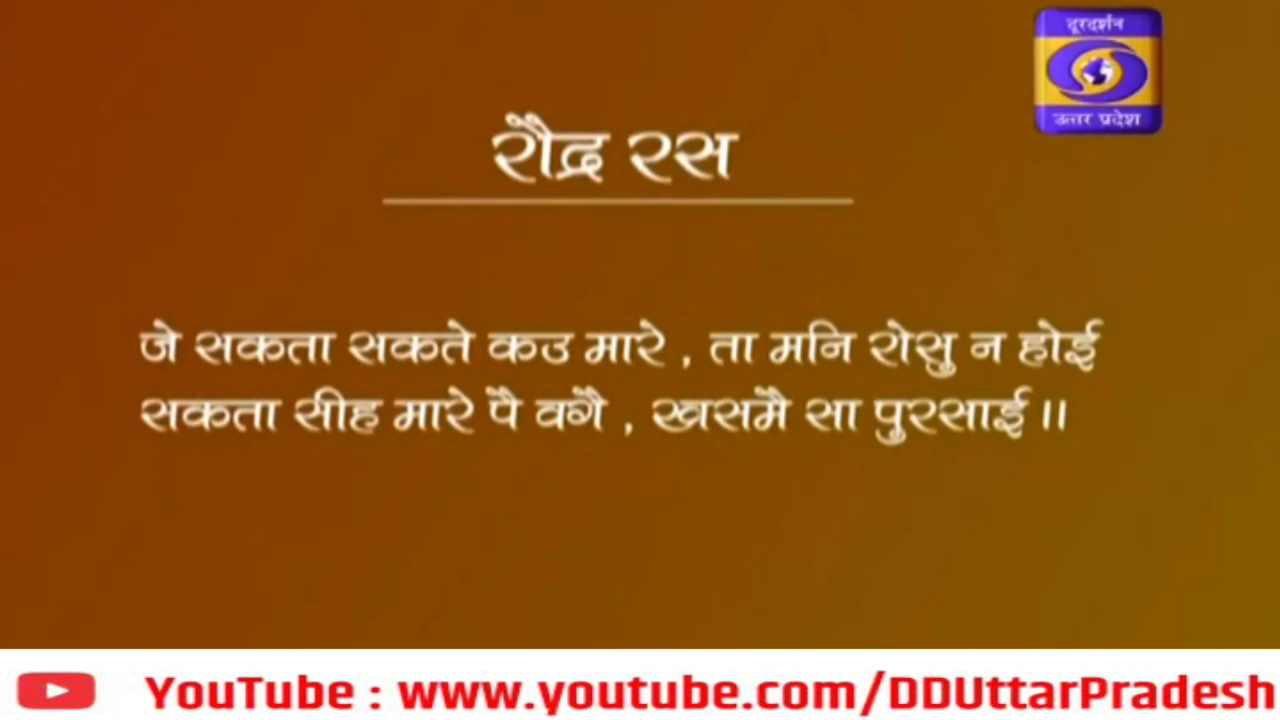 दूरदर्शन
उत्तर प्रदेश
रौद्र रस
जे सकता सकते कउ मारे , ता मनि रोसु न होई
सकता सीह मारे पै वगै , खसमै सा पुरसाई ।।
YouTube : www.youtube.com/DDUttarPradesh